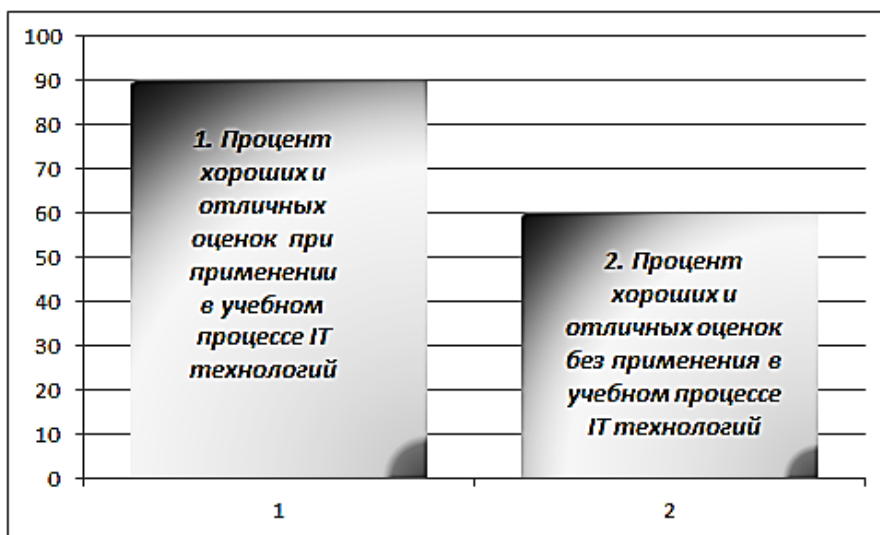 100
90
80
70
60
50
40
30
20
10
0
1. Процент
хороших и
отличных
оценок при
применении
в учебном
процессе IT
технологий
2. Процент
хороших и
отличных оценок
без применения в
учебном процессе
IT технологий
1
2